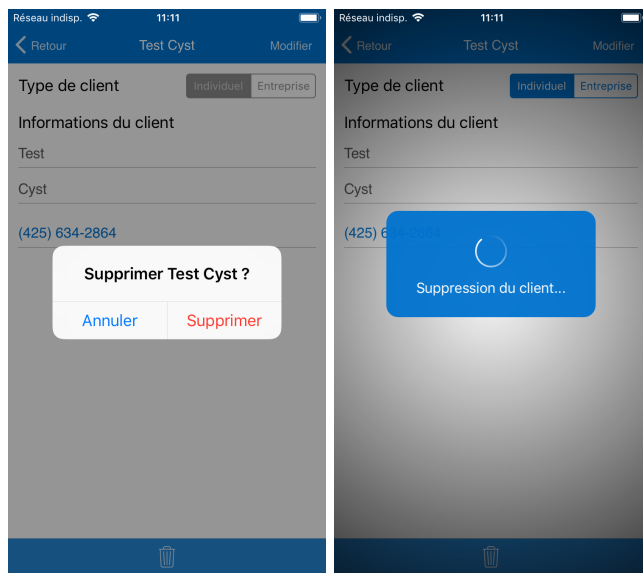 Réseau indisp. 11:11
Retour Test Cyst Modifier
Type de client Individuel Entreprise
Informations du client
Test
Cyst
(425) 634-2864
Supprimer Test Cyst ?
Annuler Supprimer
Réseau indisp. 11:11
Retour Test Cyst Modifier
Type de client Individuel Entreprise
Informations du client
Test
Cyst
(425) 634-2864
Suppression du client...